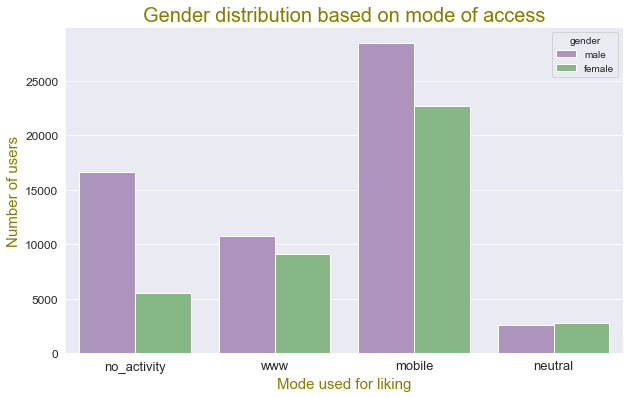 Gender distribution based on mode of access
gender
male
female
25000
20000
15000
10000
5000
0
Number of users
no_activity
www
mobile
neutral
Mode used for liking